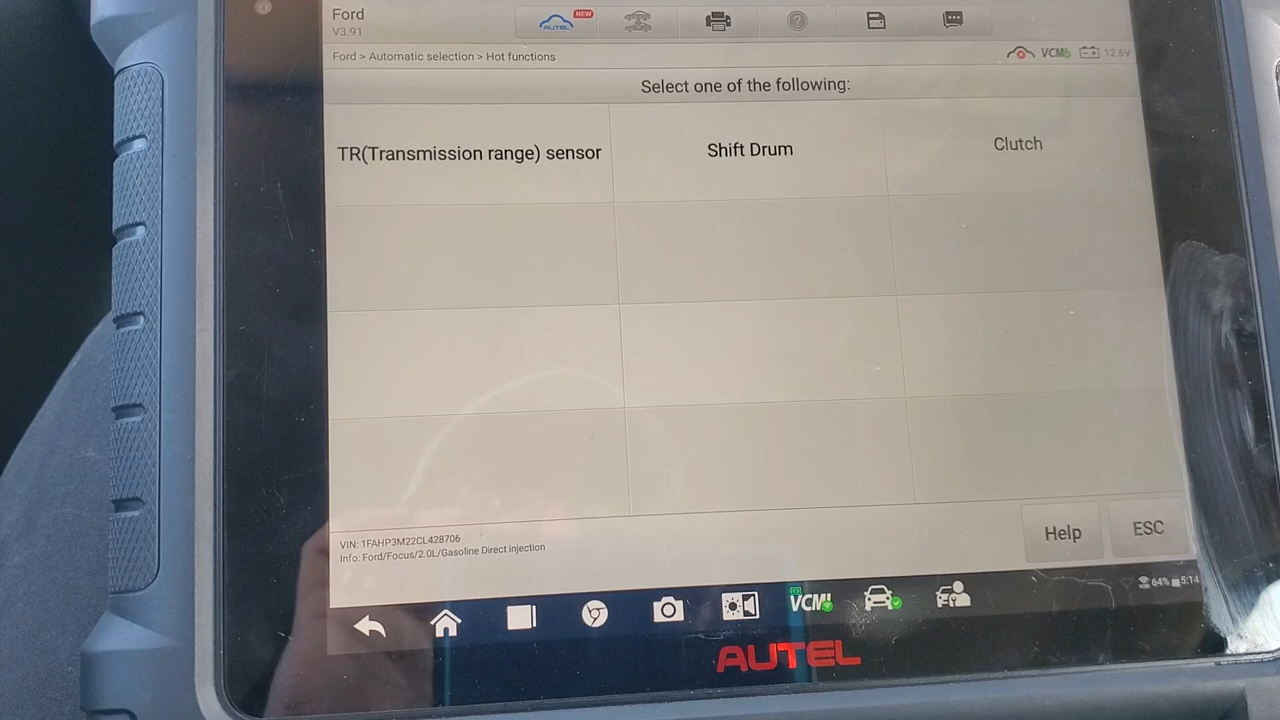 Ford
V3.91
AUTEL
NEW
Ford > Automatic selection > Hot functions
VCM
12.6V
Select one of the following:
TR(Transmission range) sensor
Shift Drum
Clutch
VIN: 1FAHP3M22CL428706
Info: Ford/Focus/2.0L/Gasoline Direct injection
Help
ESC
VCMI
64%
5:14
AUTEL